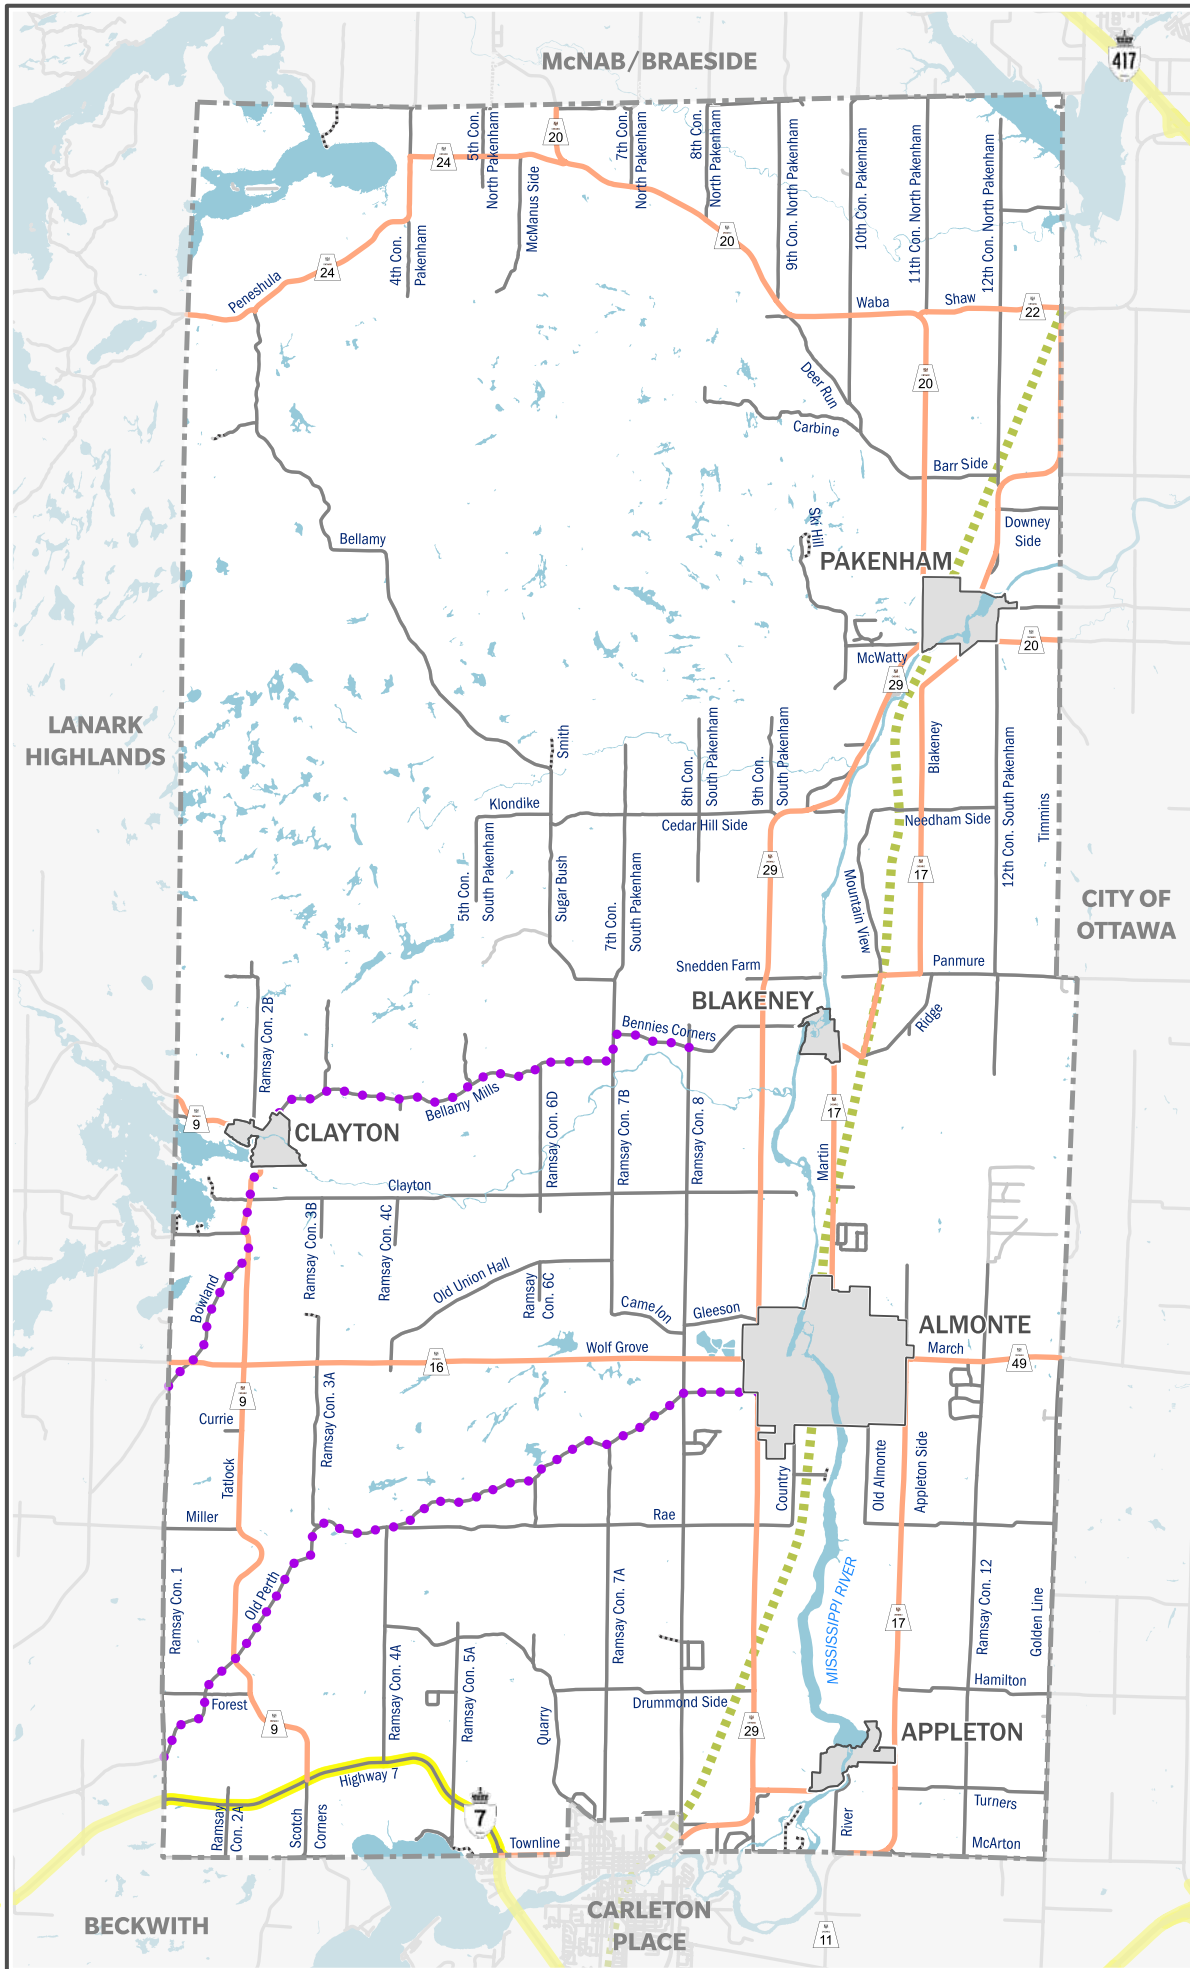 McNAB/BRAESIDE
417
5th Con.
North Pakenham
20
7th Con.
North Pakenham
8th Con.
North Pakenham
9th Con. North Pakenham
10th Con. Pakenham
11th Con. North Pakenham
12th Con. North Pakenham
24
McManus Side
4th Con.
Pakenham
24
20
Peneshula
Waba
Shaw
22
Deer Run
20
Carbine
Barr Side
Ski Hill
Downey
Side
Bellamy
PAKENHAM
20
McWatty
29
LANARK
HIGHLANDS
Smith
8th Con.
South Pakenham
9th Con.
South Pakenham
Blakeney
12th Con. South Pakenham
Timmins
Klondike
Cedar Hill Side
Needham Side
5th Con.
South Pakenham
Sugar Bush
7th Con.
South Pakenham
29
17
Mountain View
CITY OF
OTTAWA
Snedden Farm
Panmure
BLAKENEY
Ramsay Con. 2B
Bennies Corners
Ridge
9
Bellamy Mills
Ramsay Con. 6D
Ramsay Con. 7B
Ramsay Con. 8
17
CLAYTON
Martin
Clayton
Ramsay Con. 3B
Ramsay Con. 4C
Old Union Hall
Ramsay
Con. 6C
Bowland
Camelon
Gleeson
ALMONTE
Wolf Grove
16
March
49
9
Ramsay Con. 3A
Currie
Tatlock
Country
Old Almonte
Appleton Side
Miller
Rae
Ramsay Con. 1
Old Perth
Ramsay Con. 7A
MISSISSIPPI RIVER
17
Ramsay Con. 12
Golden Line
Ramsay Con. 4A
Ramsay Con. 5A
Hamilton
Forest
Drummond Side
9
Quarry
29
APPLETON
Highway 7
Ramsay
Con. 2A
Scotch
Corners
7
Townline
River
Turners
McArton
BECKWITH
CARLETON
PLACE
11